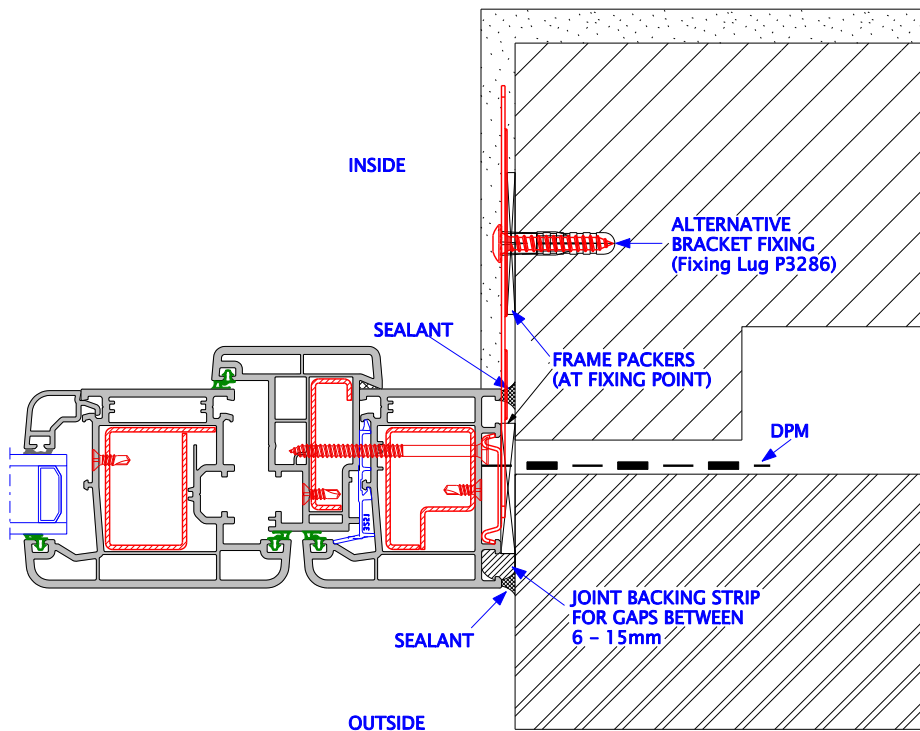 INSIDE
ALTERNATIVE
BRACKET FIXING
(Fixing Lug P3286)
SEALANT
FRAME PACKERS
(AT FIXING POINT)
DPM
3521
JOINT BACKING STRIP
FOR GAPS BETWEEN
6 – 15mm
SEALANT
OUTSIDE